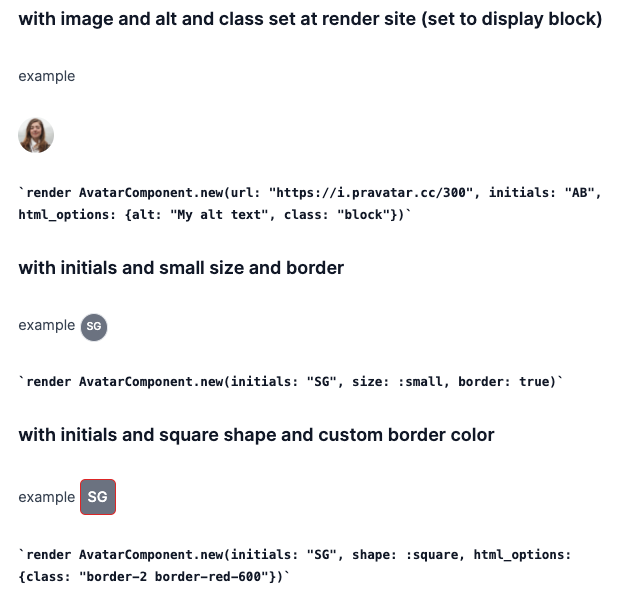 with image and alt and class set at render site (set to display block)
example
`render AvatarComponent.new(url: "https://i.pravatar.cc/300", initials: "AB",
html_options: {alt: "My alt text", class: "block"})`
with initials and small size and border
example SG
`render AvatarComponent.new(initials: "SG", size: :small, border: true)`
with initials and square shape and custom border color
example SG
`render AvatarComponent.new(initials: "SG", shape: :square, html_options:
{class: "border-2 border-red-600"})`